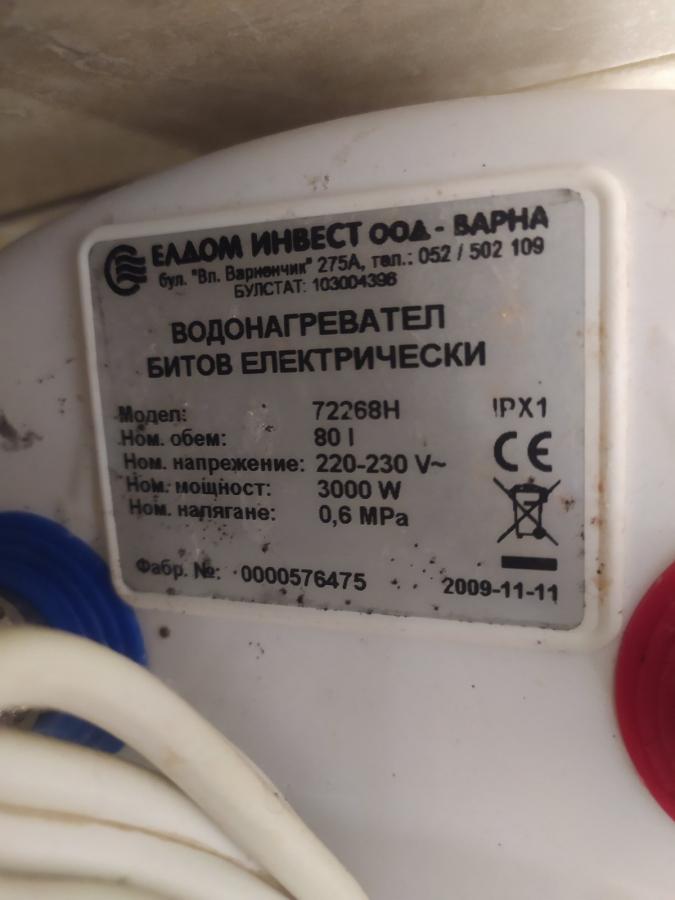 ЕЛДОМ ИНВЕСТ ООД - ВАРНА
бул. "Вл. Варненчик" 275А, тел.: 052 / 502 109
БУЛСТАТ: 103004396
ВОДОНАГРЕВАТЕЛ
БИТОВ ЕЛЕКТРИЧЕСКИ
Модел: 72268H IPX1
Ном. обем: 80 l
Ном. напрежение: 220-230 V~
Ном. мощност: 3000 W
Ном. налягане: 0,6 MPa
Фабр. №: 0000576475 2009-11-11